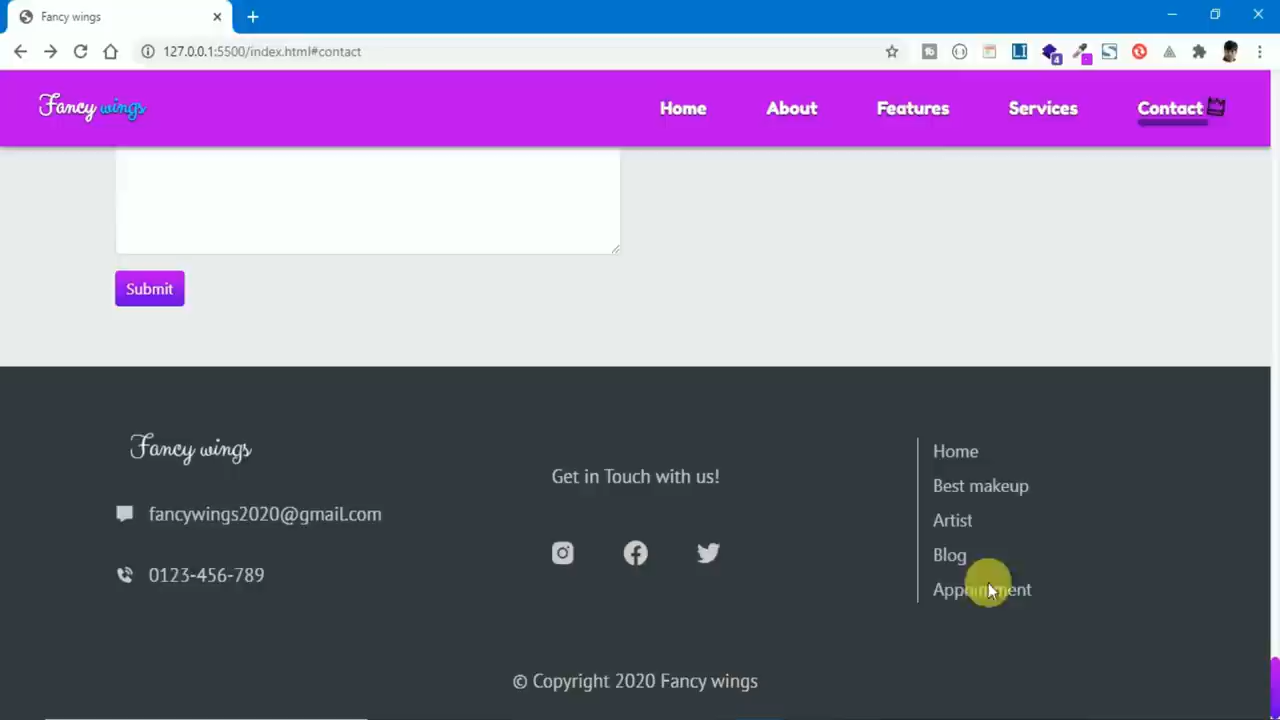 Fancy wings
127.0.0.1:5500/index.html#contact
4
Fancy wings
Home
About
Features
Services
Contact
Submit
Fancy wings
fancywings2020@gmail.com
0123-456-789
Get in Touch with us!
Home
Best makeup
Artist
Blog
Appointment
© Copyright 2020 Fancy wings